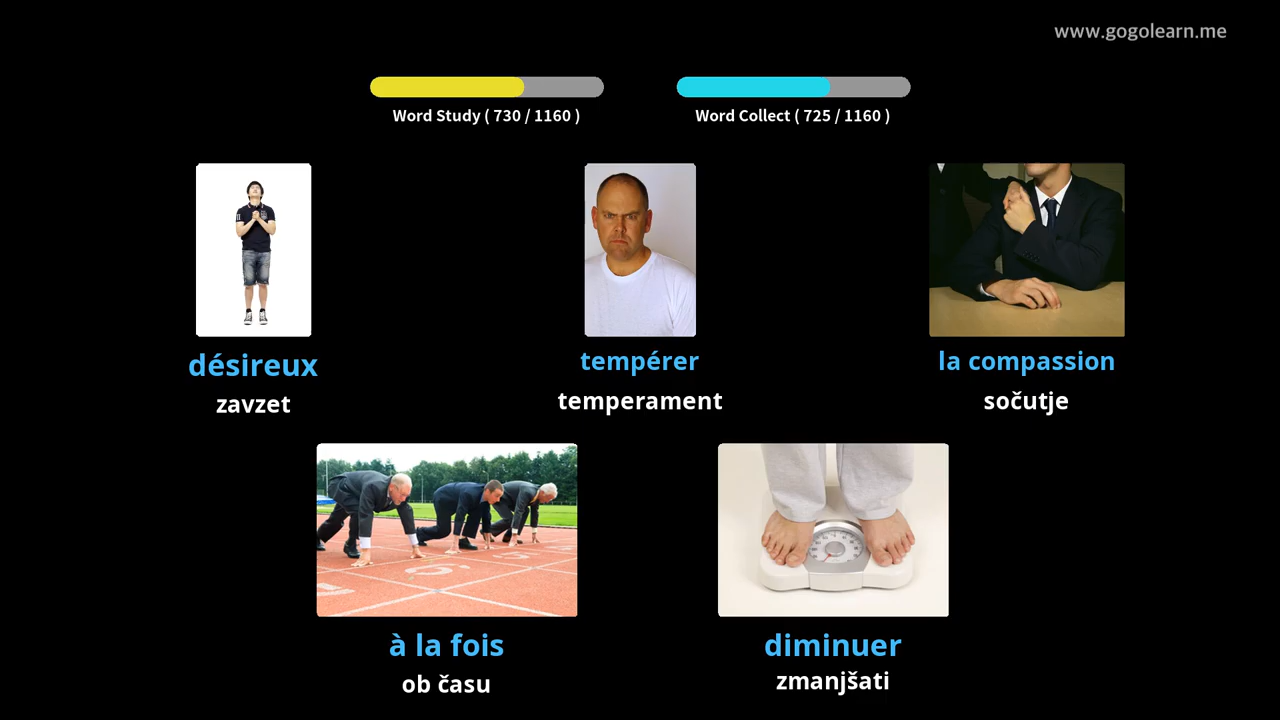 www.gogolearn.me
Word Study ( 730 / 1160 )
Word Collect ( 725 / 1160 )
désireux
zavzet
tempérer
temperament
la compassion
sočutje
à la fois
ob času
diminuer
zmanjšati